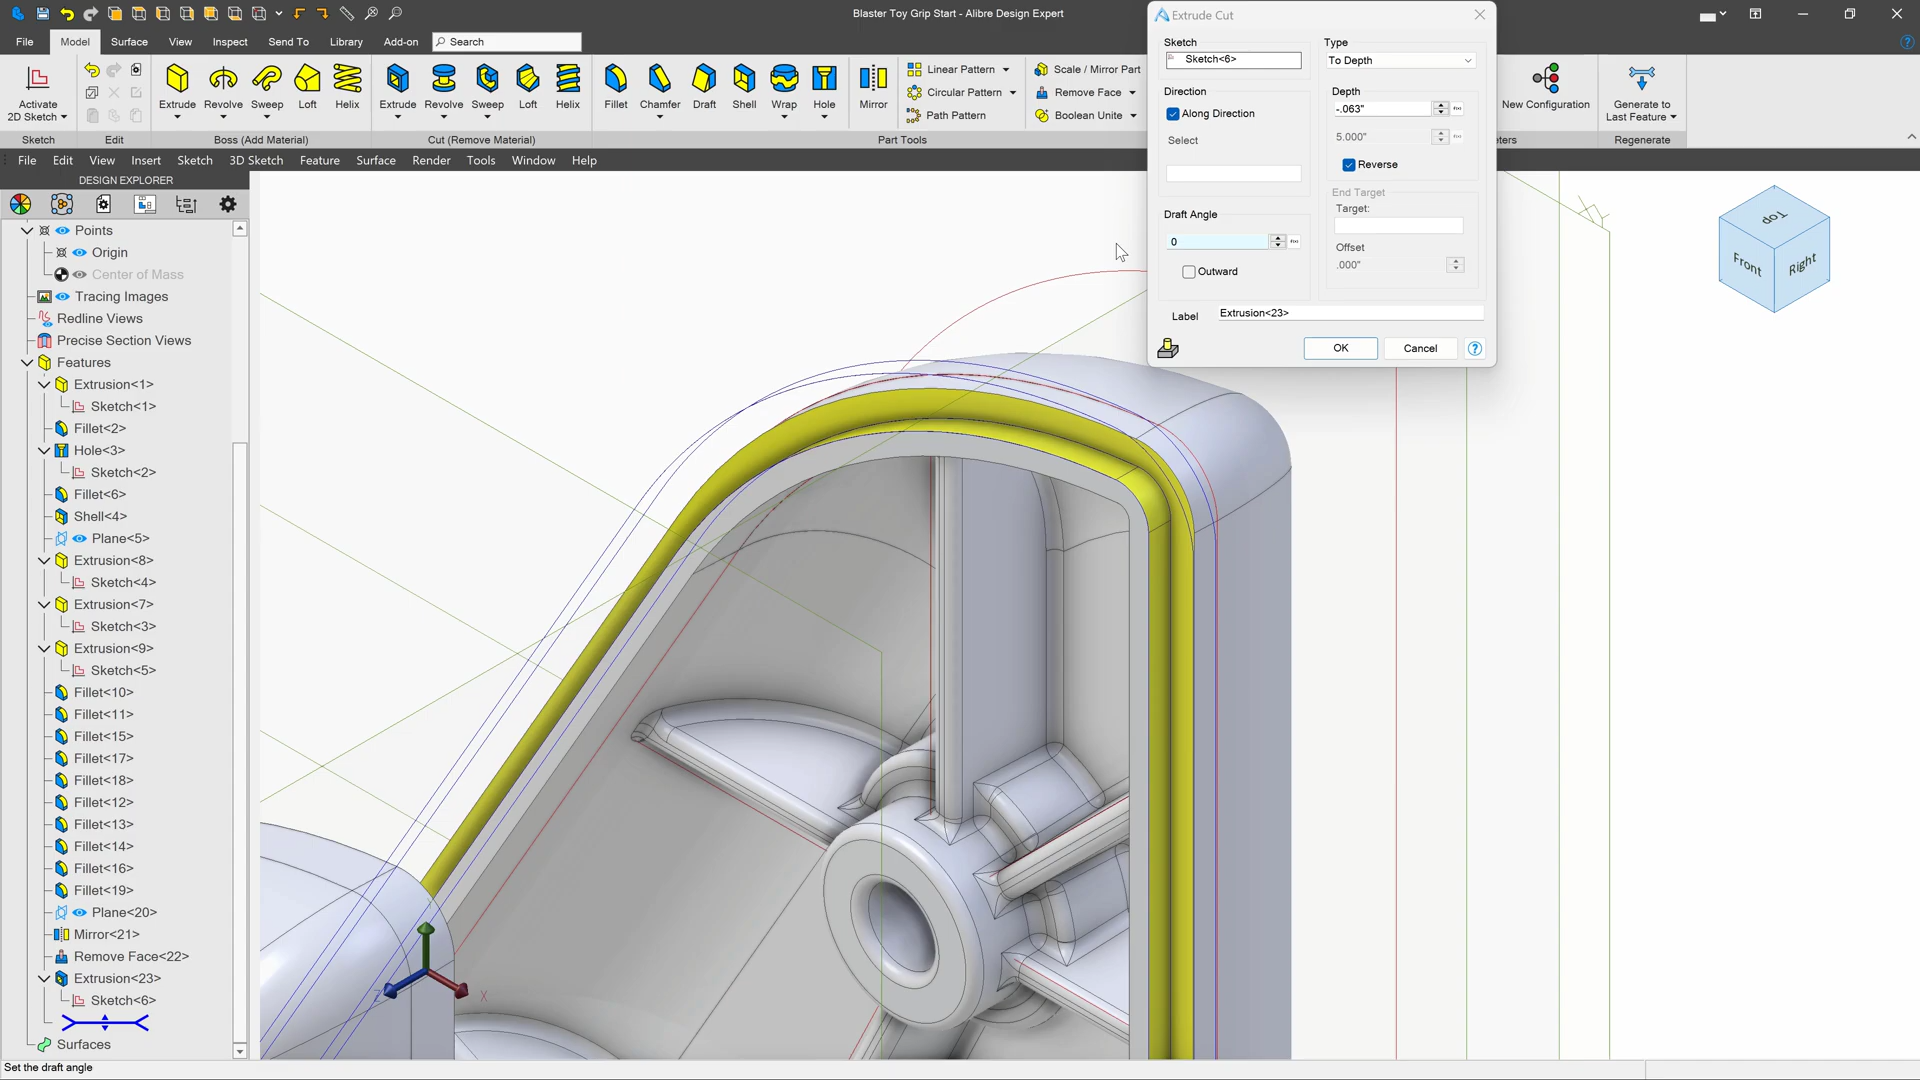 Blaster Toy Grip Start - Alibre Design Expert
File Model Surface View Inspect Send To Library Add-on Search
Activate
2D Sketch
Extrude Revolve Sweep Loft Helix
Extrude Revolve Sweep Loft Helix
Fillet Chamfer Draft Shell Wrap Hole
Mirror
Linear Pattern
Circular Pattern
Path Pattern
Scale / Mirror Part
Remove Face
Boolean Unite
New Configuration
Generate to
Last Feature
Sketch Edit Boss (Add Material) Cut (Remove Material) Part Tools Regenerate
File Edit View Insert Sketch 3D Sketch Feature Surface Render Tools Window Help
DESIGN EXPLORER
Points
Origin
Center of Mass
Tracing Images
Redline Views
Precise Section Views
Features
Extrusion<1>
Sketch<1>
Fillet<2>
Hole<3>
Sketch<2>
Fillet<6>
Shell<4>
Plane<5>
Extrusion<8>
Sketch<4>
Extrusion<7>
Sketch<3>
Extrusion<9>
Sketch<5>
Fillet<10>
Fillet<11>
Fillet<15>
Fillet<17>
Fillet<18>
Fillet<12>
Fillet<13>
Fillet<14>
Fillet<16>
Fillet<19>
Plane<20>
Mirror<21>
Remove Face<22>
Extrusion<23>
Sketch<6>
Surfaces
Set the draft angle
Extrude Cut
Sketch
Sketch<6>
Direction
Along Direction
Select
Draft Angle
0
Outward
Type
To Depth
Depth
-.063"
5.000"
Reverse
End Target
Target:
Offset
.000"
Label Extrusion<23>
OK Cancel
Top
Front
Right
X
Z